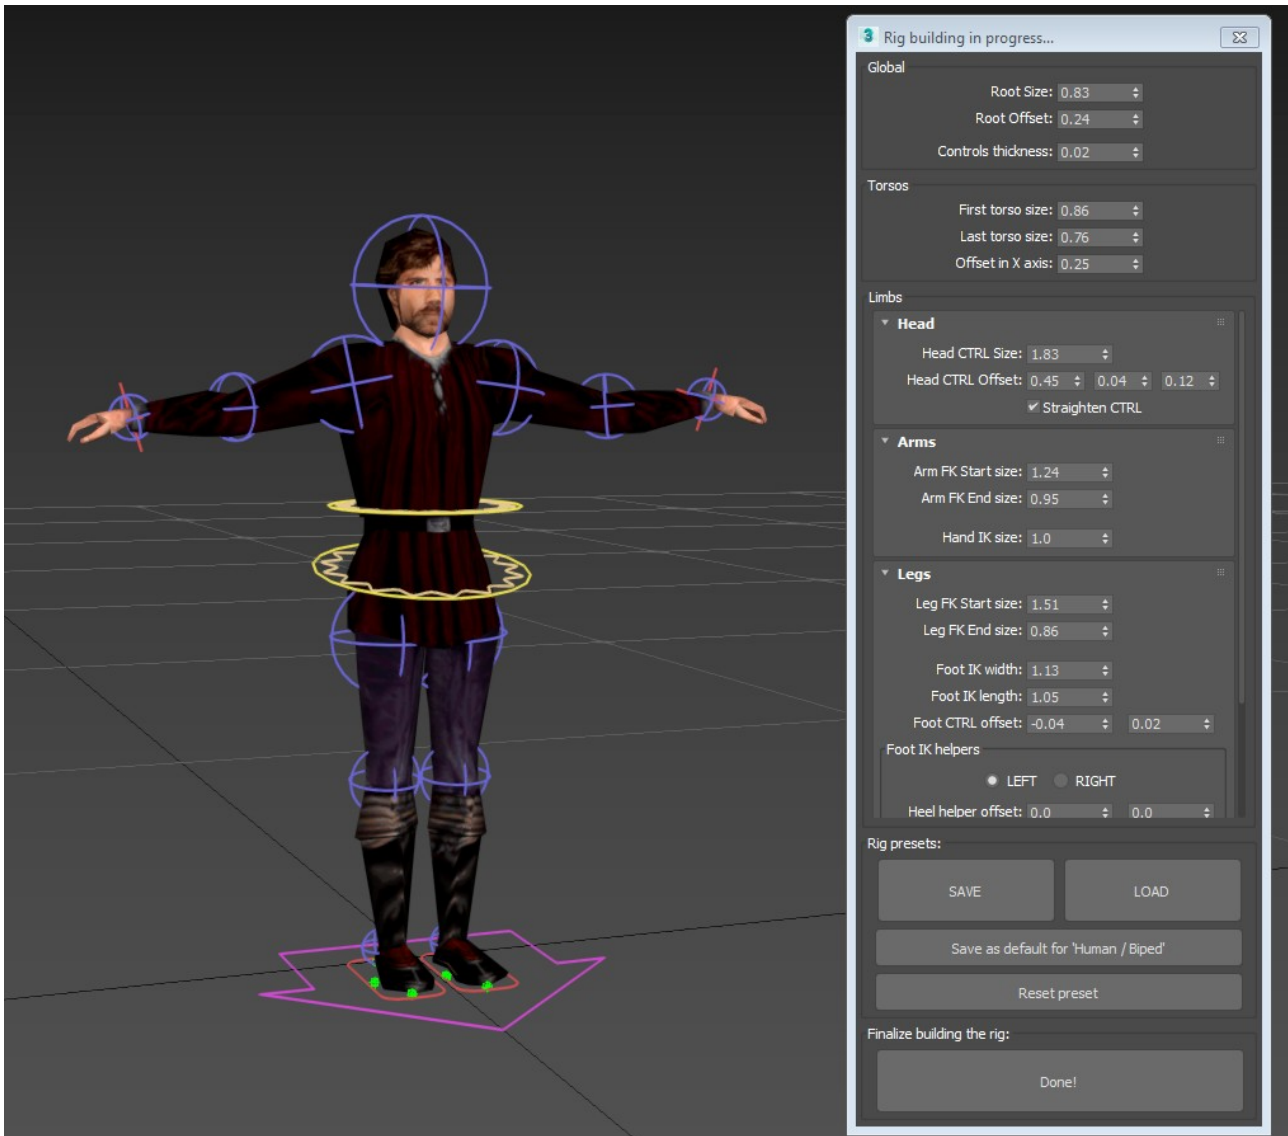 3 Rig building in progress...
Global
Root Size: 0.83
Root Offset: 0.24
Controls thickness: 0.02
Torsos
First torso size: 0.86
Last torso size: 0.76
Offset in X axis: 0.25
Limbs
Head
Head CTRL Size: 1.83
Head CTRL Offset: 0.45 0.04 0.12
Straighten CTRL
Arms
Arm FK Start size: 1.24
Arm FK End size: 0.95
Hand IK size: 1.0
Legs
Leg FK Start size: 1.51
Leg FK End size: 0.86
Foot IK width: 1.13
Foot IK length: 1.05
Foot CTRL offset: -0.04 0.02
Foot IK helpers
LEFT RIGHT
Heel helper offset: 0.0 0.0
Rig presets:
SAVE LOAD
Save as default for 'Human / Biped'
Reset preset
Finalize building the rig:
Done!